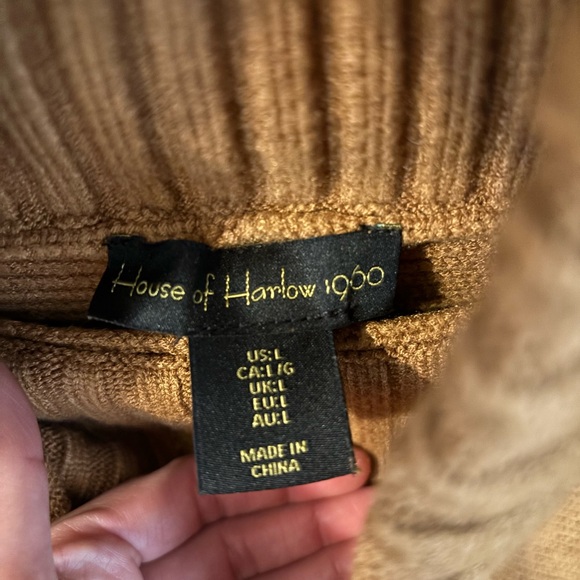 House of Harlow 1960
US:L
CA:L/G
UK:L
EU:L
AU:L
MADE IN
CHINA